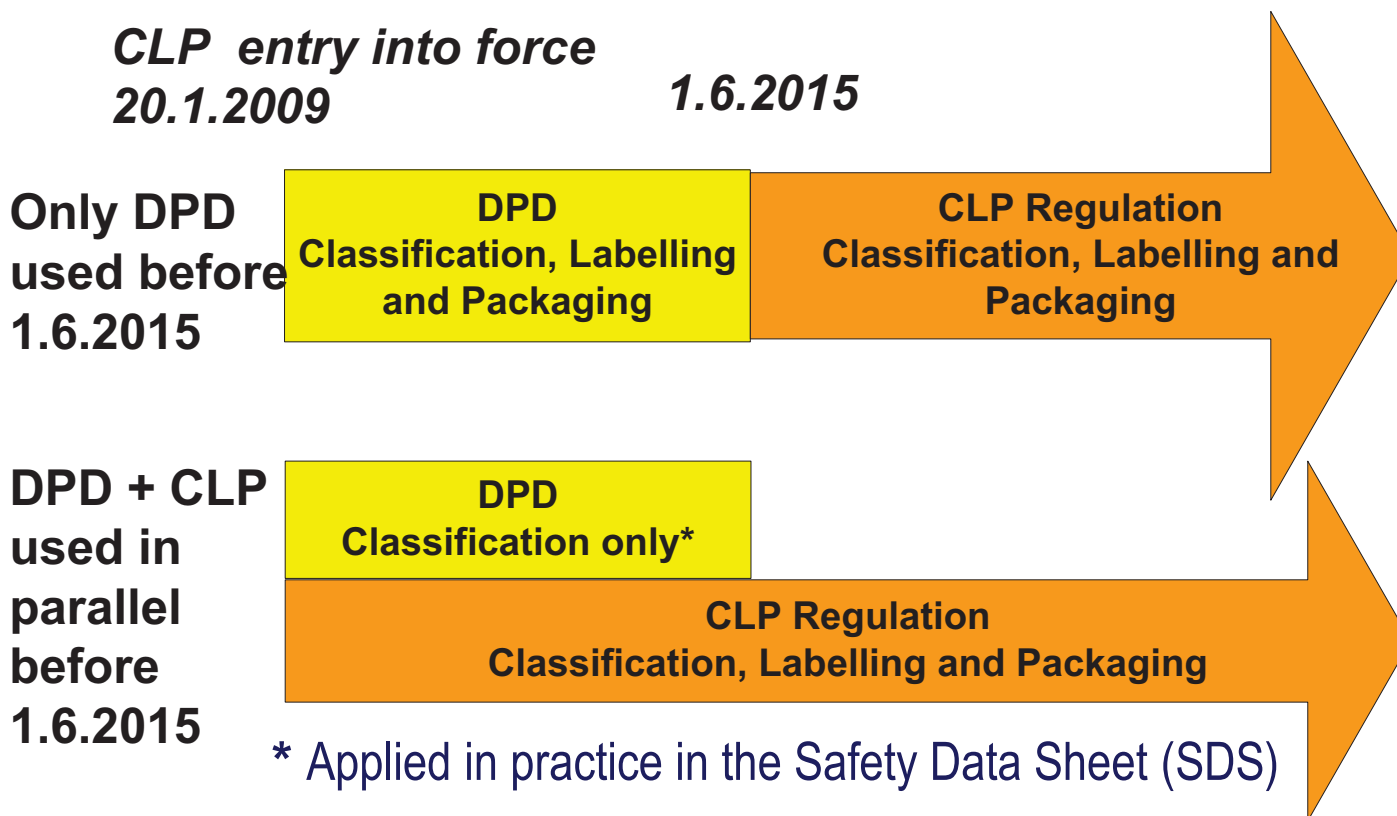 CLP entry into force
20.1.2009
1.6.2015
Only DPD
used before
1.6.2015
DPD
Classification, Labelling
and Packaging
CLP Regulation
Classification, Labelling and
Packaging
DPD + CLP
used in
parallel
before
1.6.2015
DPD
Classification only*
CLP Regulation
Classification, Labelling and Packaging
* Applied in practice in the Safety Data Sheet (SDS)